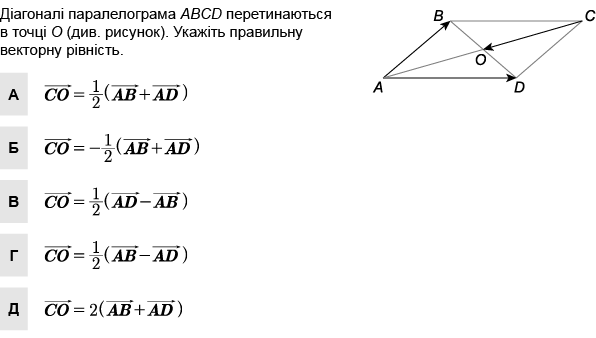 Діагоналі паралелограма ABCD перетинаються
в точці O (див. рисунок). Укажіть правильну
векторну рівність.
B
C
O
A
D
А $\overrightarrow{CO} = \frac{1}{2}(\overrightarrow{AB} + \overrightarrow{AD})$
Б $\overrightarrow{CO} = -\frac{1}{2}(\overrightarrow{AB} + \overrightarrow{AD})$
В $\overrightarrow{CO} = \frac{1}{2}(\overrightarrow{AD} - \overrightarrow{AB})$
Г $\overrightarrow{CO} = \frac{1}{2}(\overrightarrow{AB} - \overrightarrow{AD})$
Д $\overrightarrow{CO} = 2(\overrightarrow{AB} + \overrightarrow{AD})$